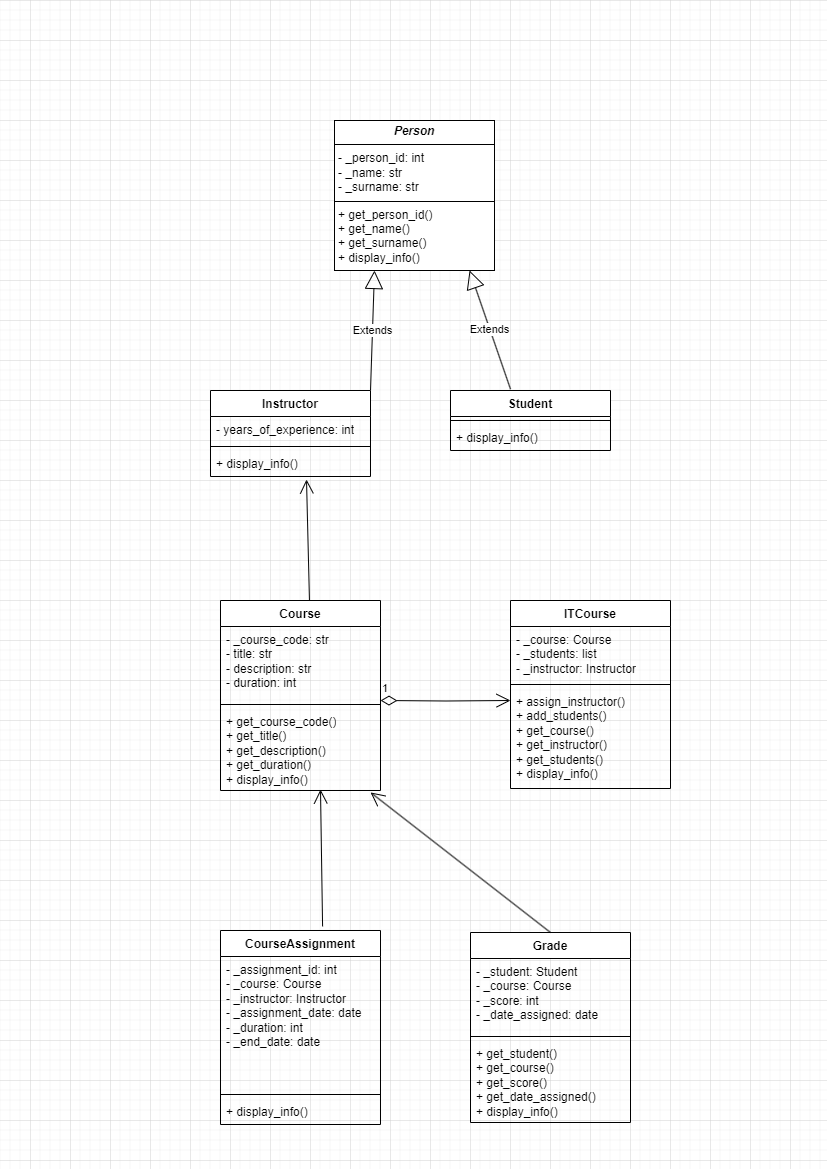 Person
- _person_id: int
- _name: str
- _surname: str
+ get_person_id()
+ get_name()
+ get_surname()
+ display_info()
Extends
Extends
Instructor
- years_of_experience: int
+ display_info()
Student
+ display_info()
Course
- _course_code: str
- title: str
- description: str
- duration: int
+ get_course_code()
+ get_title()
+ get_description()
+ get_duration()
+ display_info()
1
ITCourse
- _course: Course
- _students: list
- _instructor: Instructor
+ assign_instructor()
+ add_students()
+ get_course()
+ get_instructor()
+ get_students()
+ display_info()
CourseAssignment
- _assignment_id: int
- _course: Course
- _instructor: Instructor
- _assignment_date: date
- _duration: int
- _end_date: date
+ display_info()
Grade
- _student: Student
- _course: Course
- _score: int
- _date_assigned: date
+ get_student()
+ get_course()
+ get_score()
+ get_date_assigned()
+ display_info()